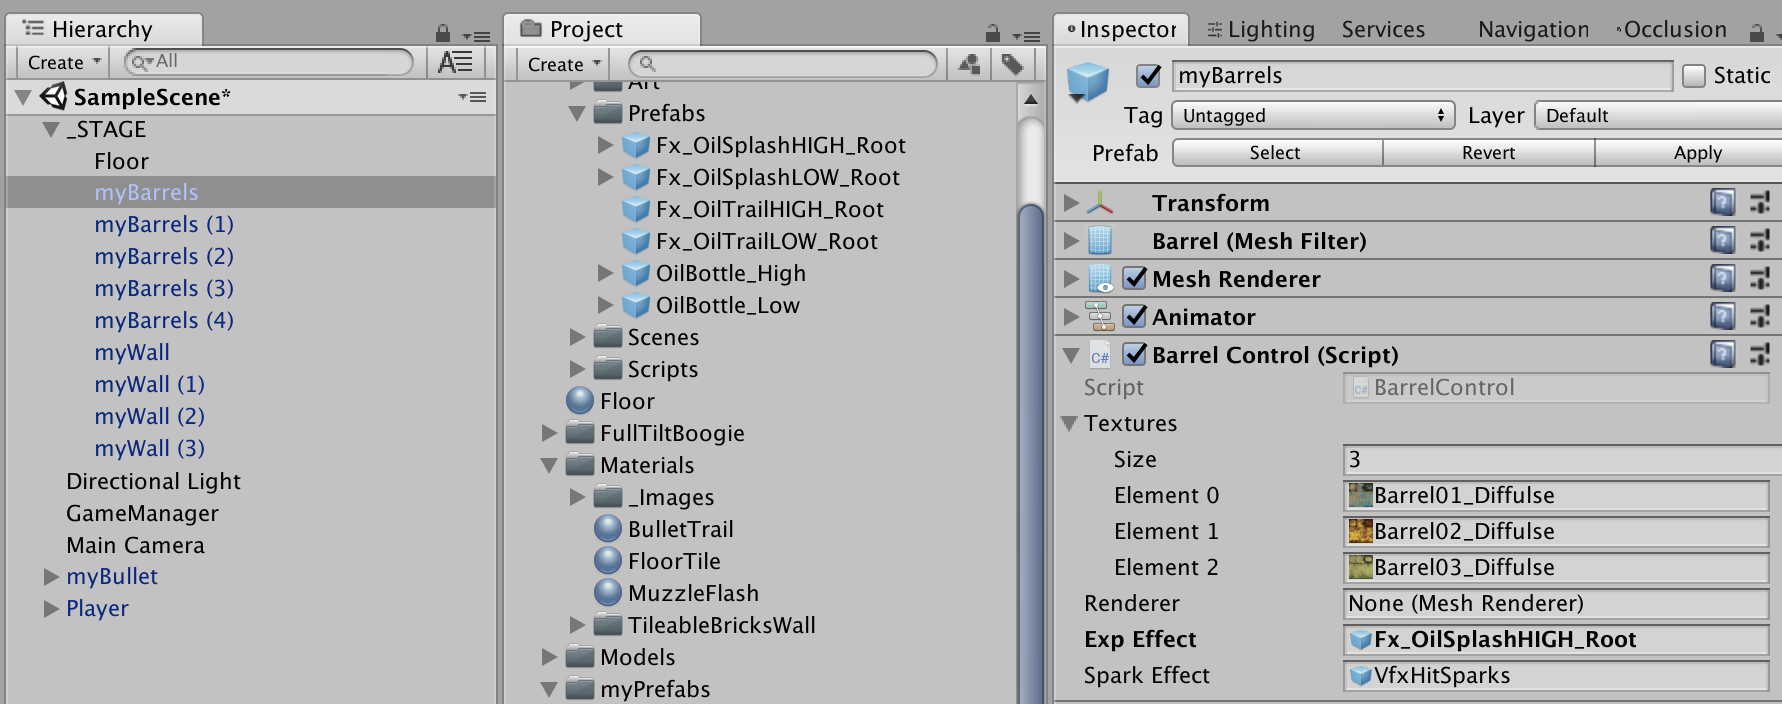 Hierarchy
Create
All
SampleScene*
_STAGE
Floor
myBarrels
myBarrels (1)
myBarrels (2)
myBarrels (3)
myBarrels (4)
myWall
myWall (1)
myWall (2)
myWall (3)
Directional Light
GameManager
Main Camera
myBullet
Player
Project
Create
Art
Prefabs
Fx_OilSplashHIGH_Root
Fx_OilSplashLOW_Root
Fx_OilTrailHIGH_Root
Fx_OilTrailLOW_Root
OilBottle_High
OilBottle_Low
Scenes
Scripts
Floor
FullTiltBoogie
Materials
_Images
BulletTrail
FloorTile
MuzzleFlash
TileableBricksWall
Models
myPrefabs
Inspector Lighting Services Navigation Occlusion
myBarrels Static
Tag Untagged Layer Default
Prefab Select Revert Apply
Transform
Barrel (Mesh Filter)
Mesh Renderer
Animator
C# Barrel Control (Script)
Script C# BarrelControl
Textures
Size 3
Element 0 Barrel01_Diffulse
Element 1 Barrel02_Diffulse
Element 2 Barrel03_Diffulse
Renderer None (Mesh Renderer)
Exp Effect Fx_OilSplashHIGH_Root
Spark Effect VfxHitSparks